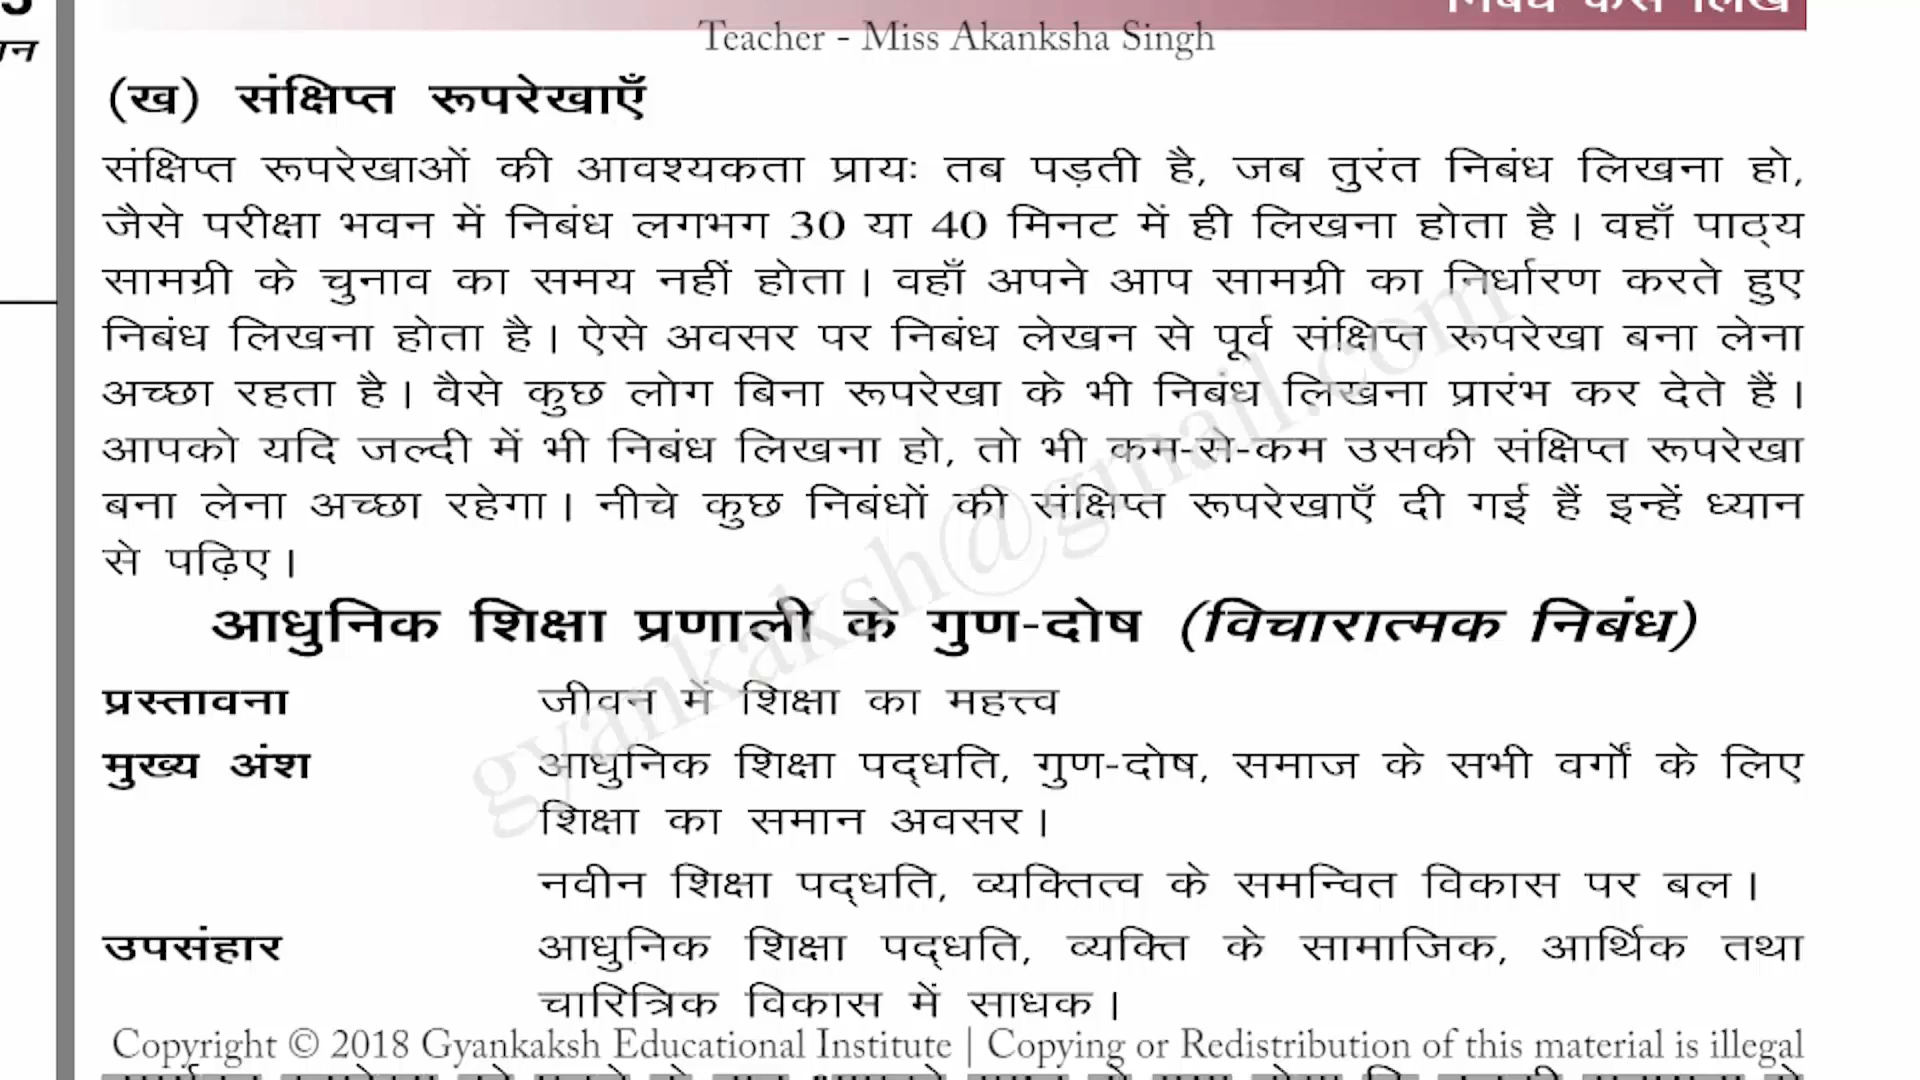 निबंध कैसे लिखें
Teacher - Miss Akanksha Singh
(ख) संक्षिप्त रूपरेखाएँ
संक्षिप्त रूपरेखाओं की आवश्यकता प्रायः तब पड़ती है, जब तुरंत निबंध लिखना हो,
जैसे परीक्षा भवन में निबंध लगभग 30 या 40 मिनट में ही लिखना होता है। वहाँ पाठ्य
सामग्री के चुनाव का समय नहीं होता। वहाँ अपने आप सामग्री का निर्धारण करते हुए
निबंध लिखना होता है। ऐसे अवसर पर निबंध लेखन से पूर्व संक्षिप्त रूपरेखा बना लेना
अच्छा रहता है। वैसे कुछ लोग बिना रूपरेखा के भी निबंध लिखना प्रारंभ कर देते हैं।
आपको यदि जल्दी में भी निबंध लिखना हो, तो भी कम-से-कम उसकी संक्षिप्त रूपरेखा
बना लेना अच्छा रहेगा। नीचे कुछ निबंधों की संक्षिप्त रूपरेखाएँ दी गई हैं इन्हें ध्यान
से पढ़िए।
आधुनिक शिक्षा प्रणाली के गुण-दोष (विचारात्मक निबंध)
प्रस्तावना जीवन में शिक्षा का महत्त्व
मुख्य अंश आधुनिक शिक्षा पद्धति, गुण-दोष, समाज के सभी वर्गों के लिए
शिक्षा का समान अवसर।
नवीन शिक्षा पद्धति, व्यक्तित्व के समन्वित विकास पर बल।
उपसंहार आधुनिक शिक्षा पद्धति, व्यक्ति के सामाजिक, आर्थिक तथा
चारित्रिक विकास में साधक।
gyankaksh@gmail.com
Copyright © 2018 Gyankaksh Educational Institute | Copying or Redistribution of this material is illegal